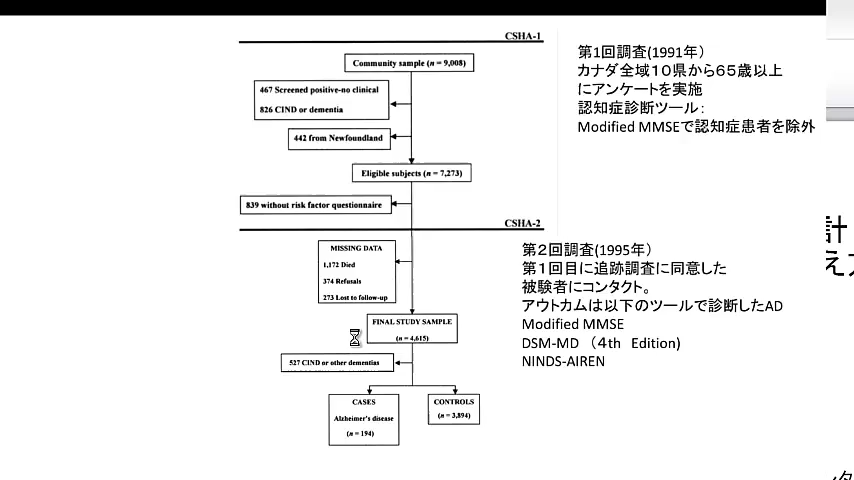 CSHA-1
Community sample (n = 9,008)
467 Screened positive-no clinical
826 CIND or dementia
442 from Newfoundland
Eligible subjects (n = 7,273)
839 without risk factor questionnaire
CSHA-2
MISSING DATA
1,172 Died
374 Refusals
273 Lost to follow-up
FINAL STUDY SAMPLE
(n = 4,615)
527 CIND or other dementias
CASES
Alzheimer's disease
(n = 194)
CONTROLS
(n = 3,894)
第1回調査(1991年)
カナダ全域10県から65歳以上
にアンケートを実施
認知症診断ツール:
Modified MMSEで認知症患者を除外
第2回調査(1995年)
第1回目に追跡調査に同意した
被験者にコンタクト。
アウトカムは以下のツールで診断したAD
Modified MMSE
DSM-MD (4th Edition)
NINDS-AIREN
計
え